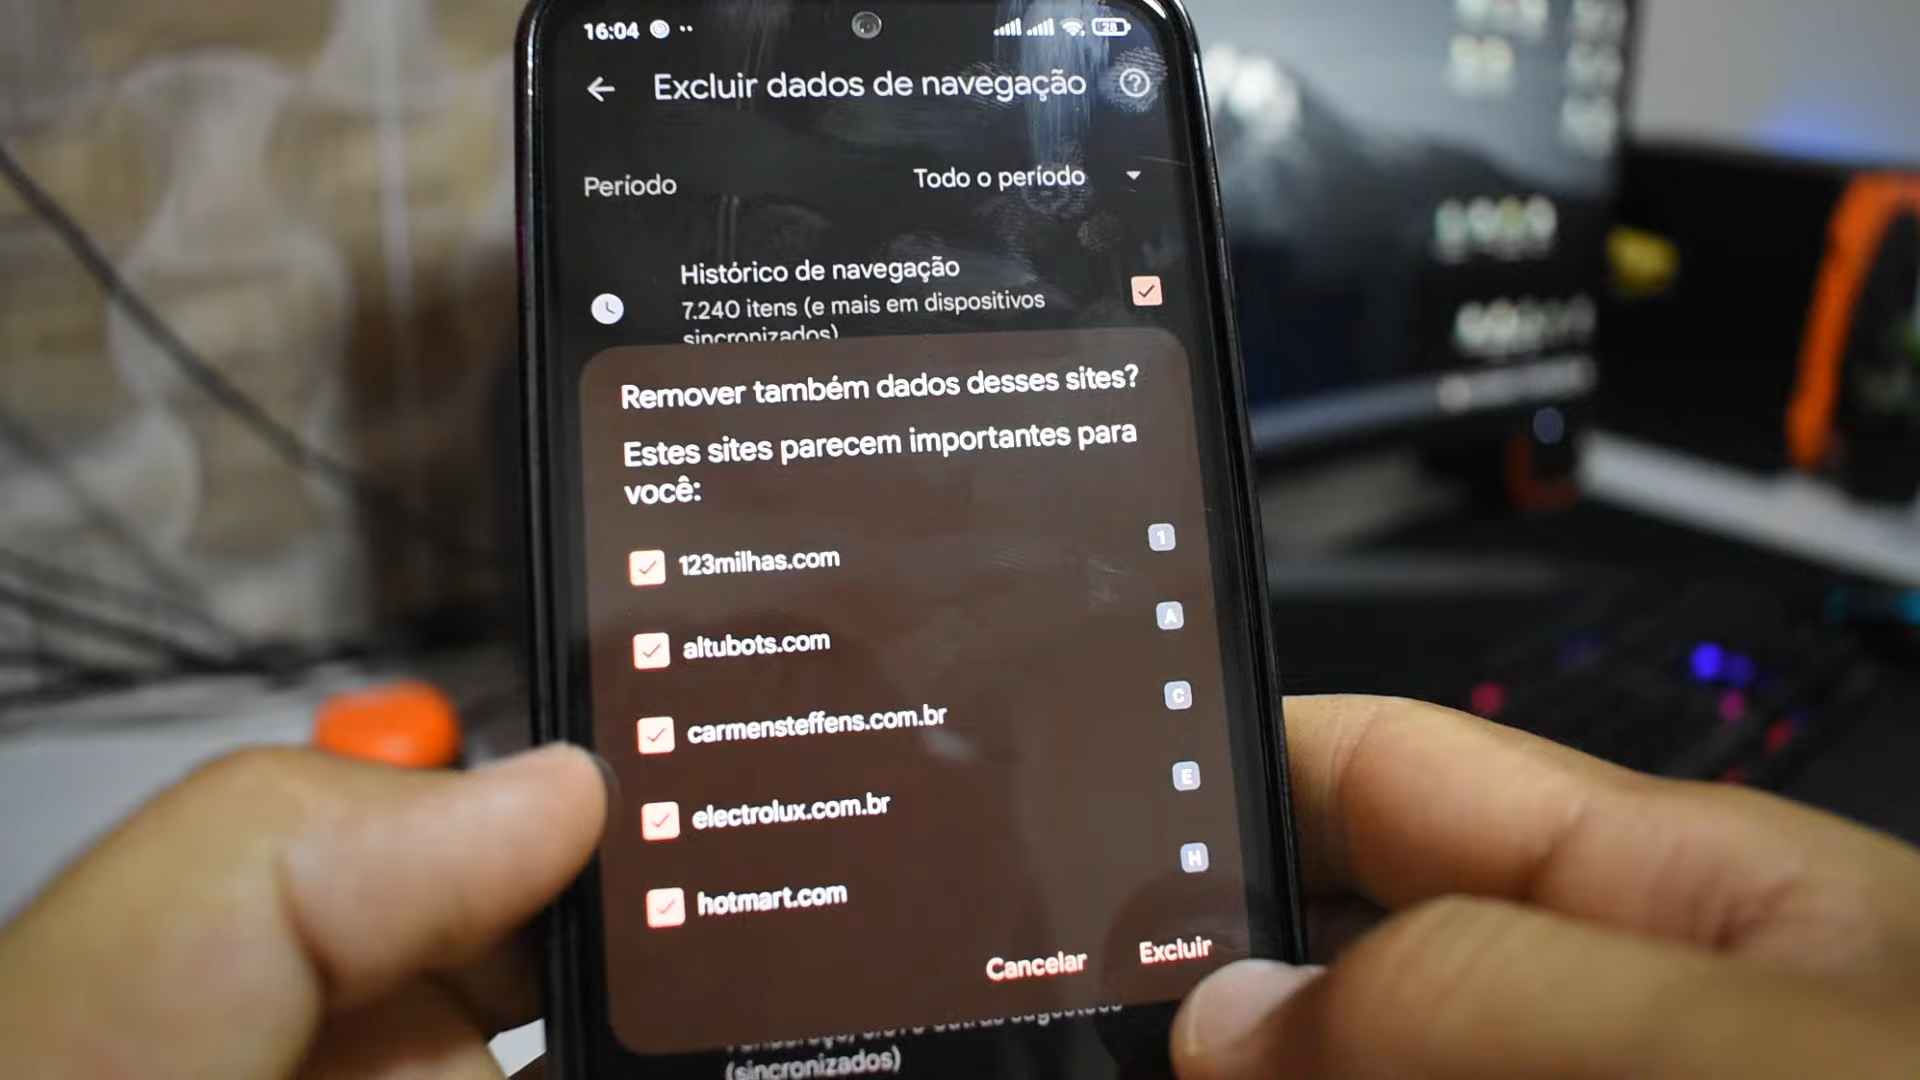 16:04
28
Excluir dados de navegação
Período
Todo o período
Histórico de navegação
7.240 itens (e mais em dispositivos
sincronizados)
Remover também dados desses sites?
Estes sites parecem importantes para
você:
123milhas.com
1
altubots.com
A
carmensteffens.com.br
C
electrolux.com.br
E
hotmart.com
H
Cancelar
Excluir
(sincronizados)